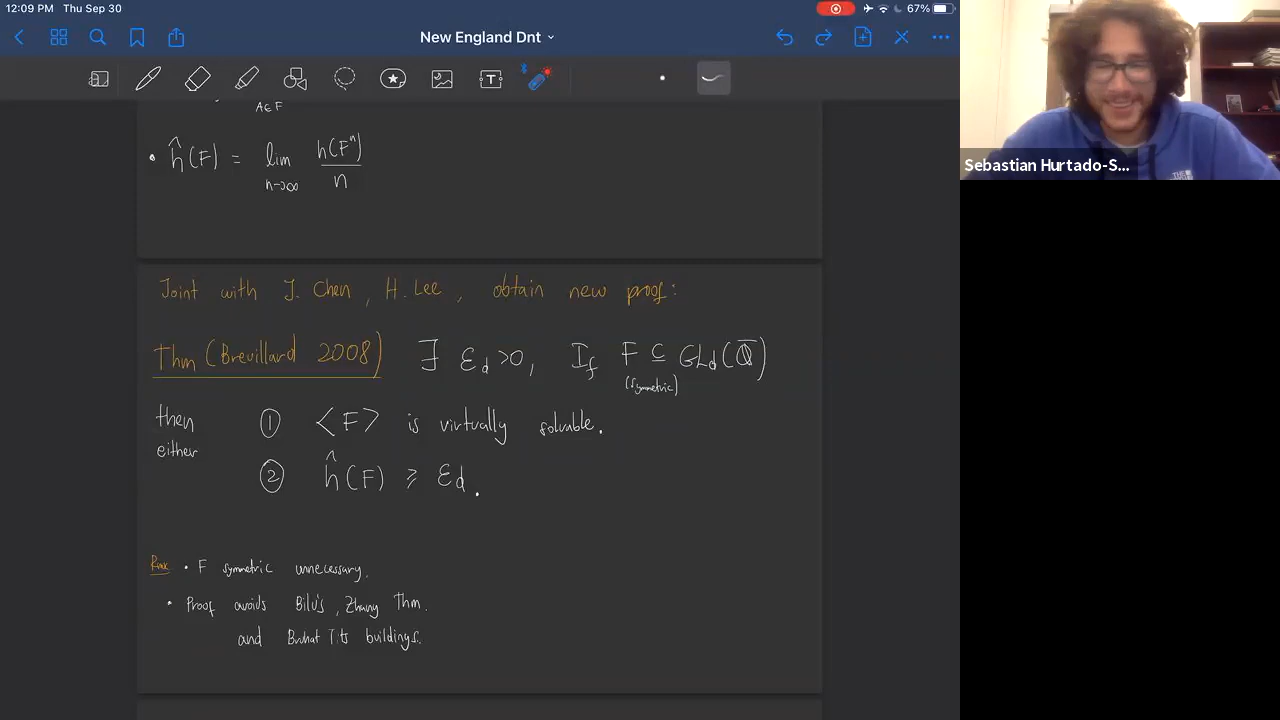 12:09 PM Thu Sep 30
67%
New England Dnt
A∈F
• ĥ(F) = lim h(Fⁿ)
n→∞ n
Joint with J. Chen, H. Lee, obtain new proof:
Thm (Brevillard 2008) ∃ ε_d >0, If F ⊆ GL_d(Q̅)
(symmetric)
then ① <F> is virtually solvable.
either
② ĥ(F) ≥ ε_d.
Rmk • F symmetric unnecessary.
• Proof avoids Bilu's, Zhang Thm.
and Bruhat Tits buildings.
Sebastian Hurtado-S...